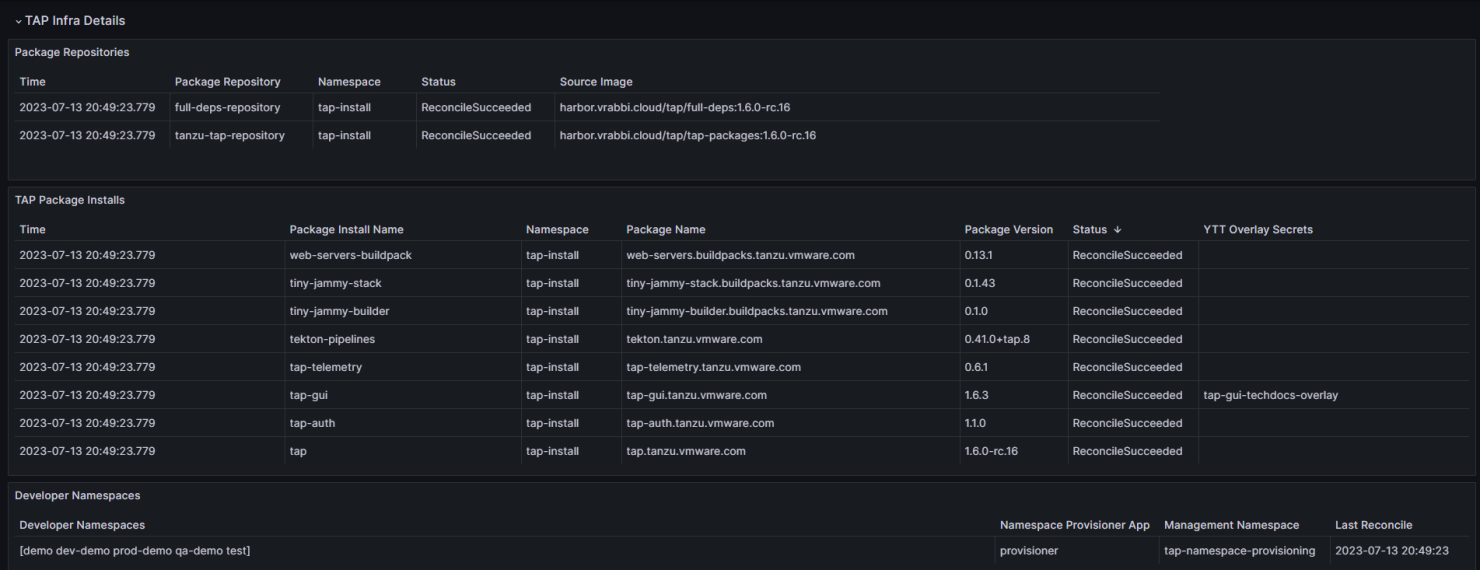 TAP Infra Details
Package Repositories
Time Package Repository Namespace Status Source Image
2023-07-13 20:49:23.779 full-deps-repository tap-install ReconcileSucceeded harbor.vrabbi.cloud/tap/full-deps:1.6.0-rc.16
2023-07-13 20:49:23.779 tanzu-tap-repository tap-install ReconcileSucceeded harbor.vrabbi.cloud/tap/tap-packages:1.6.0-rc.16
TAP Package Installs
Time Package Install Name Namespace Package Name Package Version Status ↓ YTT Overlay Secrets
2023-07-13 20:49:23.779 web-servers-buildpack tap-install web-servers.buildpacks.tanzu.vmware.com 0.13.1 ReconcileSucceeded
2023-07-13 20:49:23.779 tiny-jammy-stack tap-install tiny-jammy-stack.buildpacks.tanzu.vmware.com 0.1.43 ReconcileSucceeded
2023-07-13 20:49:23.779 tiny-jammy-builder tap-install tiny-jammy-builder.buildpacks.tanzu.vmware.com 0.1.0 ReconcileSucceeded
2023-07-13 20:49:23.779 tekton-pipelines tap-install tekton.tanzu.vmware.com 0.41.0+tap.8 ReconcileSucceeded
2023-07-13 20:49:23.779 tap-telemetry tap-install tap-telemetry.tanzu.vmware.com 0.6.1 ReconcileSucceeded
2023-07-13 20:49:23.779 tap-gui tap-install tap-gui.tanzu.vmware.com 1.6.3 ReconcileSucceeded tap-gui-techdocs-overlay
2023-07-13 20:49:23.779 tap-auth tap-install tap-auth.tanzu.vmware.com 1.1.0 ReconcileSucceeded
2023-07-13 20:49:23.779 tap tap-install tap.tanzu.vmware.com 1.6.0-rc.16 ReconcileSucceeded
Developer Namespaces
Developer Namespaces Namespace Provisioner App Management Namespace Last Reconcile
[demo dev-demo prod-demo qa-demo test] provisioner tap-namespace-provisioning 2023-07-13 20:49:23